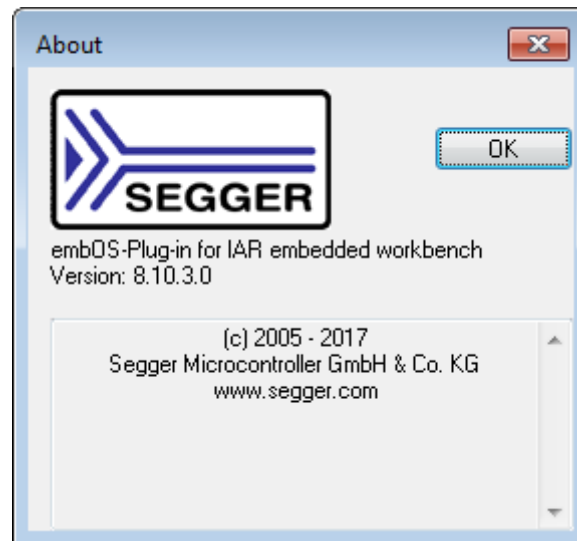 About
OK
SEGGER
embOS-Plug-in for IAR embedded workbench
Version: 8.10.3.0
(c) 2005 - 2017
Segger Microcontroller GmbH & Co. KG
www.segger.com